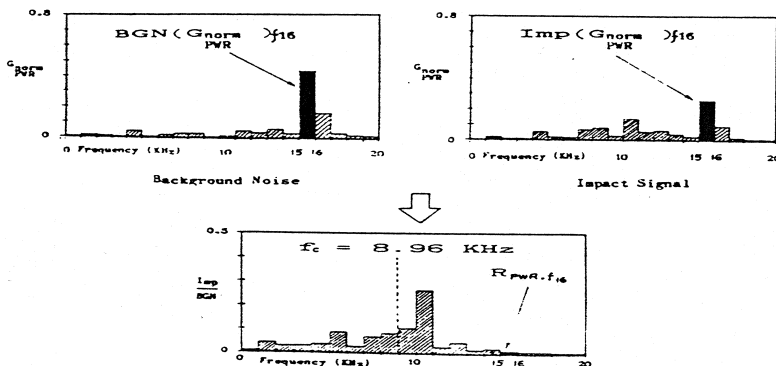 0.8
BGN(Gnorm PWR)f16
Gnorm
PWR
0
0 Frequency (KHz) 10 15 16 20
Background Noise
0.8
Imp(Gnorm PWR)f16
Gnorm
PWR
0
0 Frequency (KHz) 10 15 16 20
Impact Signal
0.5
fc = 8.96 KHz
RPWR.f16
Imp
BGN
0
0 Frequency (KHz) 10 15 16 20